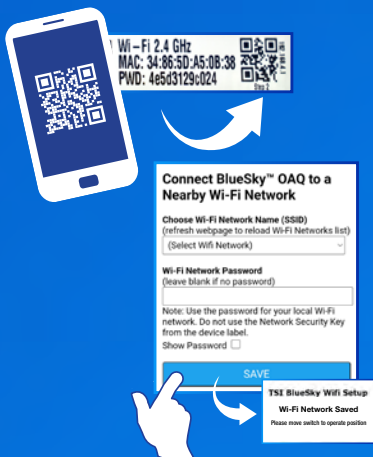 Wi-Fi 2.4 GHz
MAC: 34:86:5D:A5:0B:38
PWD: 4e5d3129c024
Step 2
Connect BlueSky™ OAQ to a
Nearby Wi-Fi Network
Choose Wi-Fi Network Name (SSID)
(refresh webpage to reload Wi-Fi Networks list)
(Select Wifi Network)
Wi-Fi Network Password
(leave blank if no password)
Note: Use the password for your local Wi-Fi
network. Do not use the Network Security Key
from the device label.
Show Password
SAVE
TSI BlueSky Wifi Setup
Wi-Fi Network Saved
Please move switch to operate position